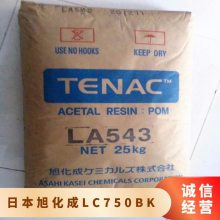 USE NO HOOKS
KEEP DRY
TENAC™
ACETAL RESIN : POM
LA543
NET 25kg
旭化成ケミカルズ株式会社
ASAHI KASEI CHEMICALS CORPORATION
诚信
经营
日本旭化成LC750BK